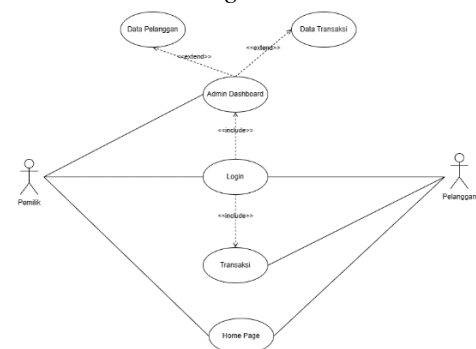 Data Pelanggan
Data Transaksi
<<extend>>
<<extend>>
Admin Dashboard
<<include>>
Login
Pemilik
Pelanggan
<<include>>
Transaksi
Home Page